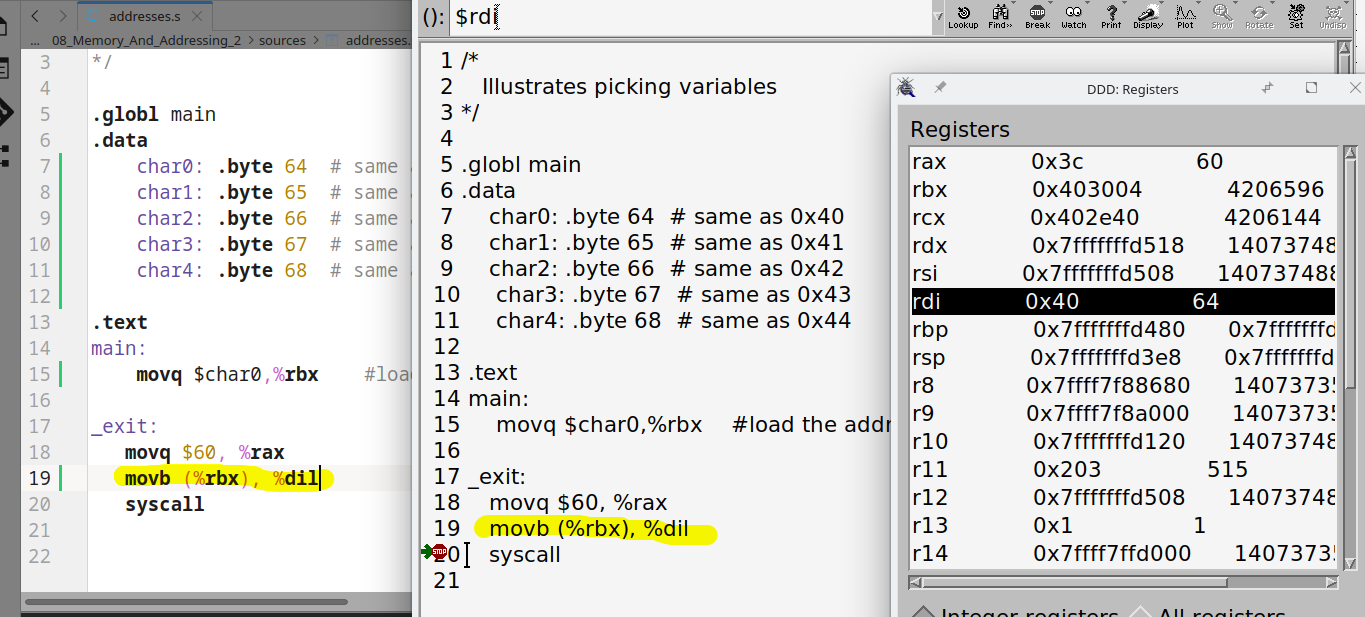 addresses.s
... 08_Memory_And_Addressing_2 > sources > addresses.
3 */
4
5 .globl main
6 .data
7 char0: .byte 64 # same
8 char1: .byte 65 # same
9 char2: .byte 66 # same
10 char3: .byte 67 # same
11 char4: .byte 68 # same
12
13 .text
14 main:
15 movq $char0,%rbx #loa
16
17 _exit:
18 movq $60, %rax
19 movb (%rbx), %dil
20 syscall
21
22
(): $rdi
Lookup Find>> Break Watch Print Display Plot Show Rotate Set Undisp
STOP
1 /*
2 Illustrates picking variables
3 */
4
5 .globl main
6 .data
7 char0: .byte 64 # same as 0x40
8 char1: .byte 65 # same as 0x41
9 char2: .byte 66 # same as 0x42
10 char3: .byte 67 # same as 0x43
11 char4: .byte 68 # same as 0x44
12
13 .text
14 main:
15 movq $char0,%rbx #load the addr
16
17 _exit:
18 movq $60, %rax
19 movb (%rbx), %dil
STOP 20 syscall
21
DDD: Registers
Registers
rax 0x3c 60
rbx 0x403004 4206596
rcx 0x402e40 4206144
rdx 0x7fffffffd518 14073748
rsi 0x7fffffffd508 140737488
rdi 0x40 64
rbp 0x7fffffffd480 0x7fffffffd
rsp 0x7fffffffd3e8 0x7fffffffd
r8 0x7ffff7f88680 14073735
r9 0x7ffff7f8a000 14073735
r10 0x7fffffffd120 14073748
r11 0x203 515
r12 0x7fffffffd508 14073748
r13 0x1 1
r14 0x7ffff7ffd000 14073735
Integer registers All registers